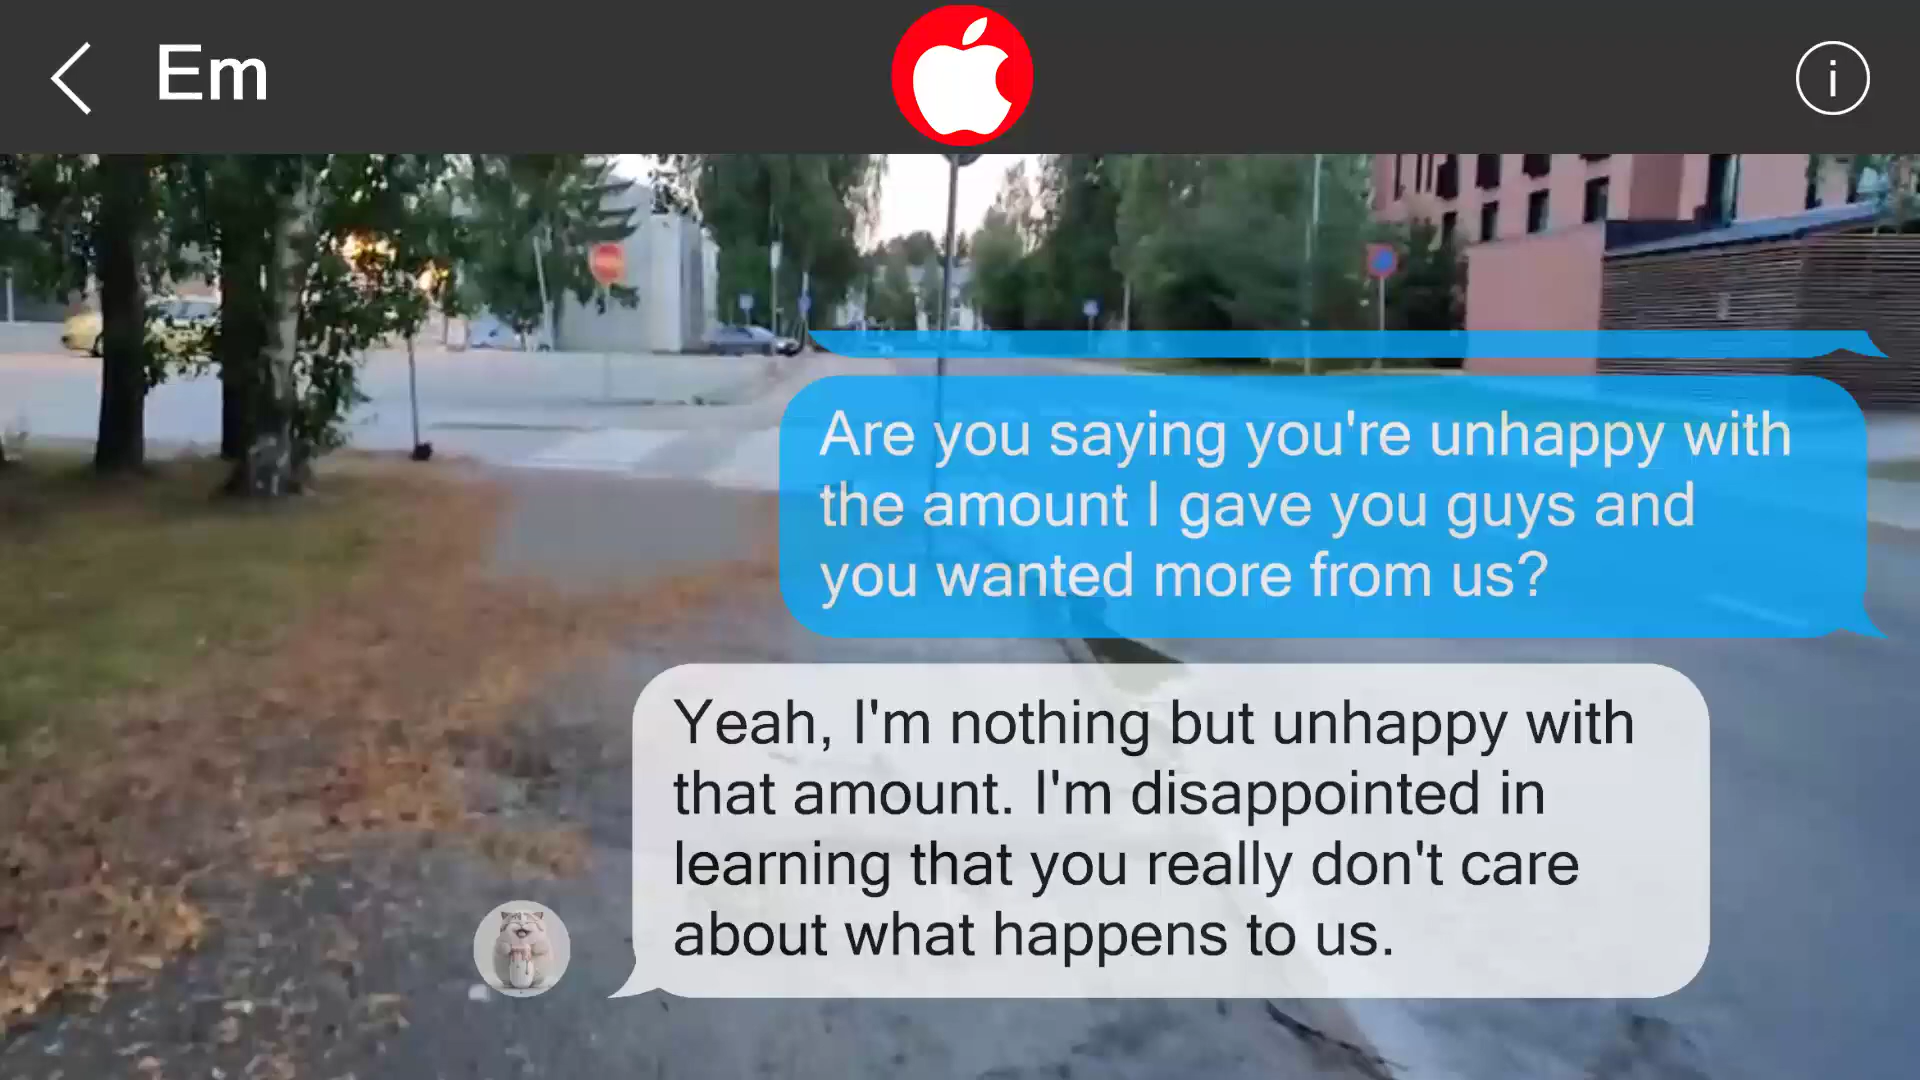 Em
i
Are you saying you're unhappy with
the amount I gave you guys and
you wanted more from us?
Yeah, I'm nothing but unhappy with
that amount. I'm disappointed in
learning that you really don't care
about what happens to us.